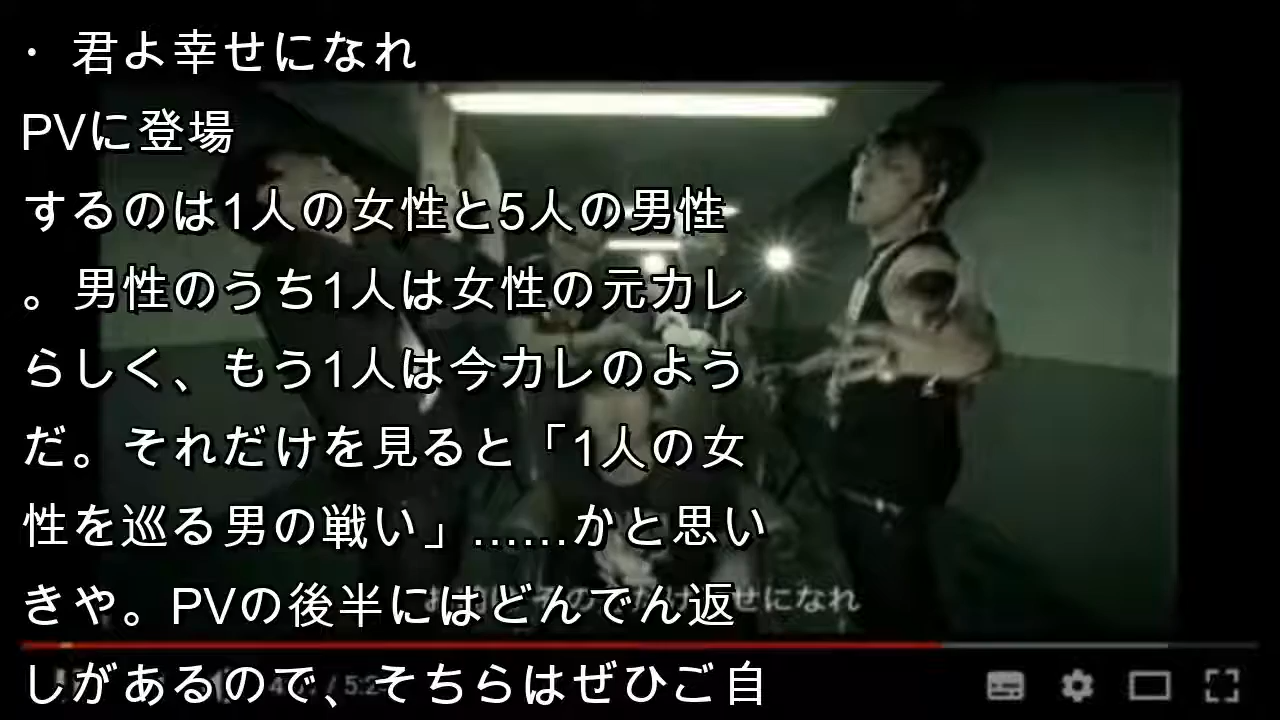 ・君よ幸せになれ
PVに登場
するのは1人の女性と5人の男性
。男性のうち1人は女性の元カレ
らしく、もう1人は今カレのよう
だ。それだけを見ると「1人の女
性を巡る男の戦い」……かと思い
きや。PVの後半にはどんでん返
せになれ
しがあるので、そちらはぜひご自